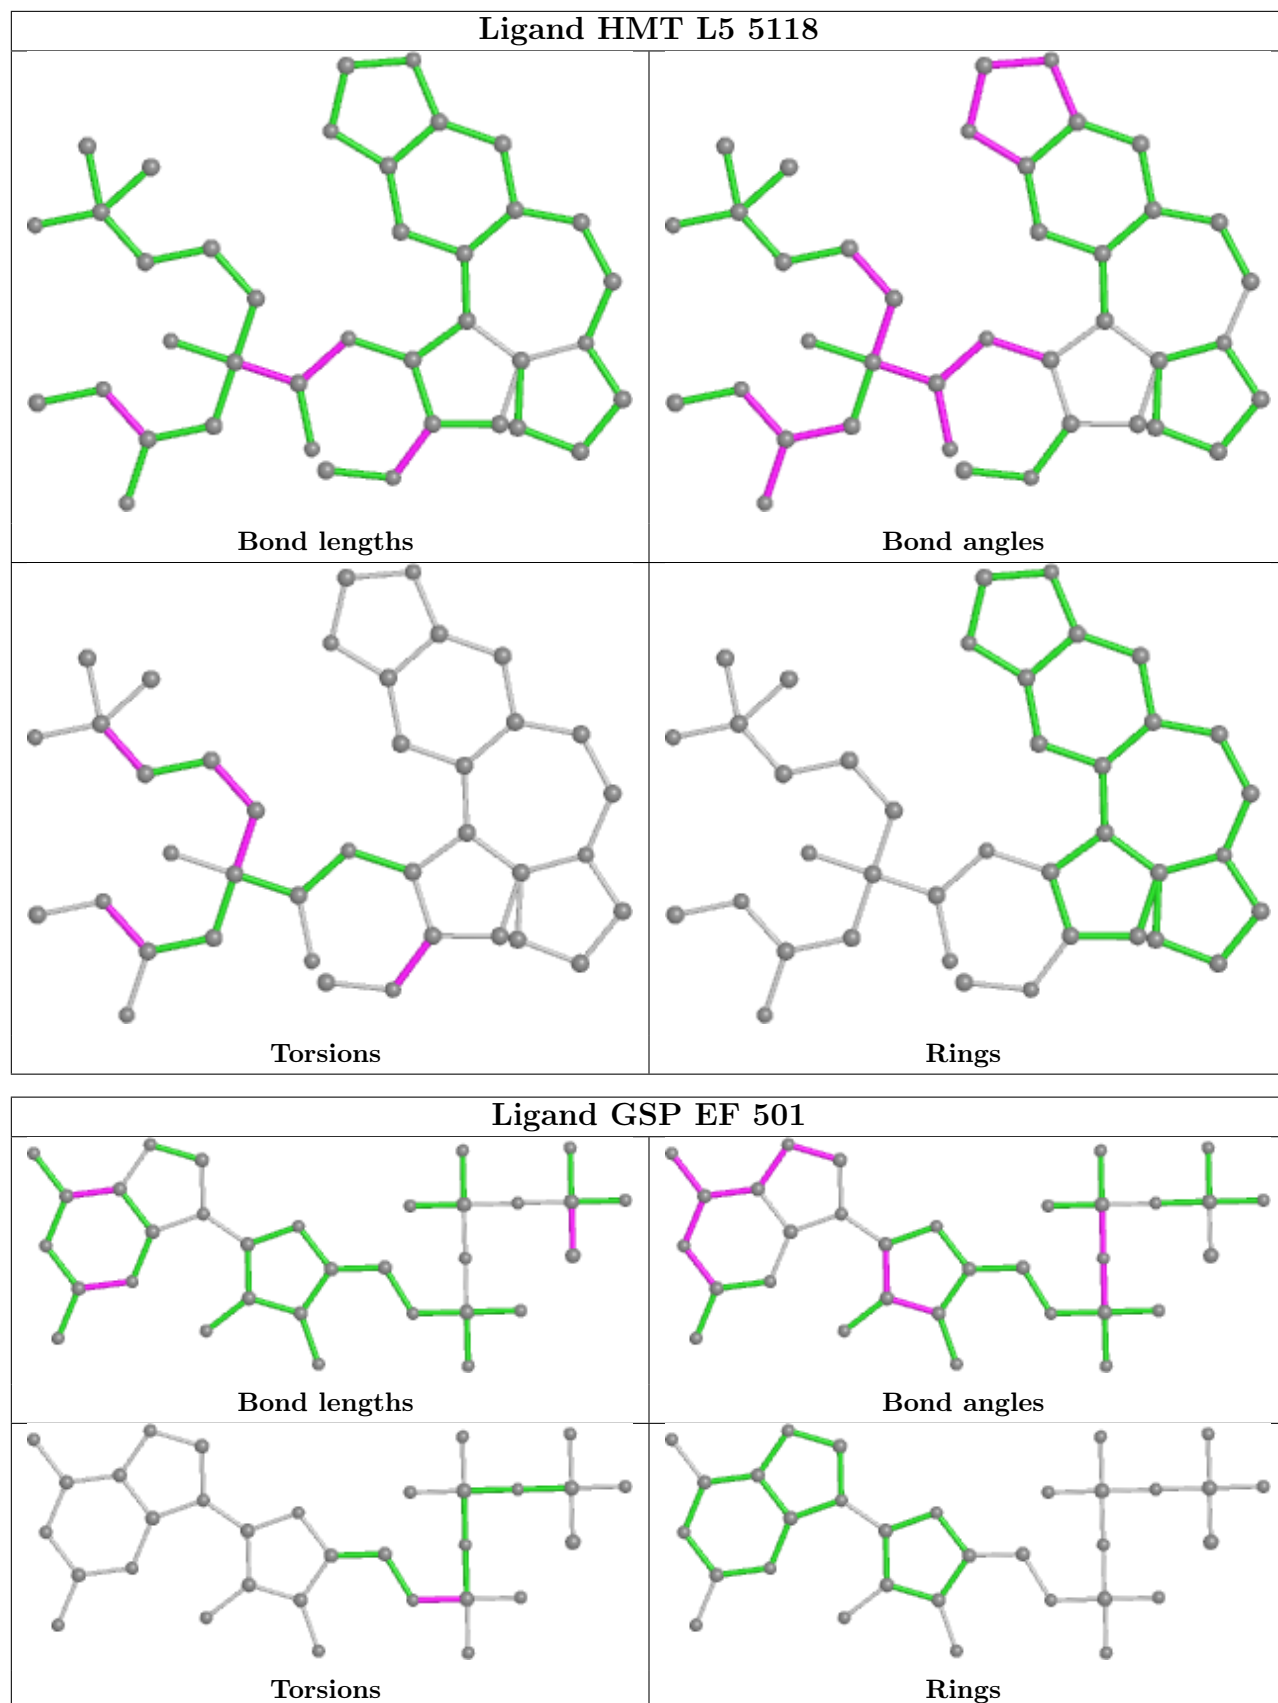 Ligand HMT L5 5118
Bond lengths
Bond angles
Torsions
Rings
Ligand GSP EF 501
Bond lengths
Bond angles
Torsions
Rings